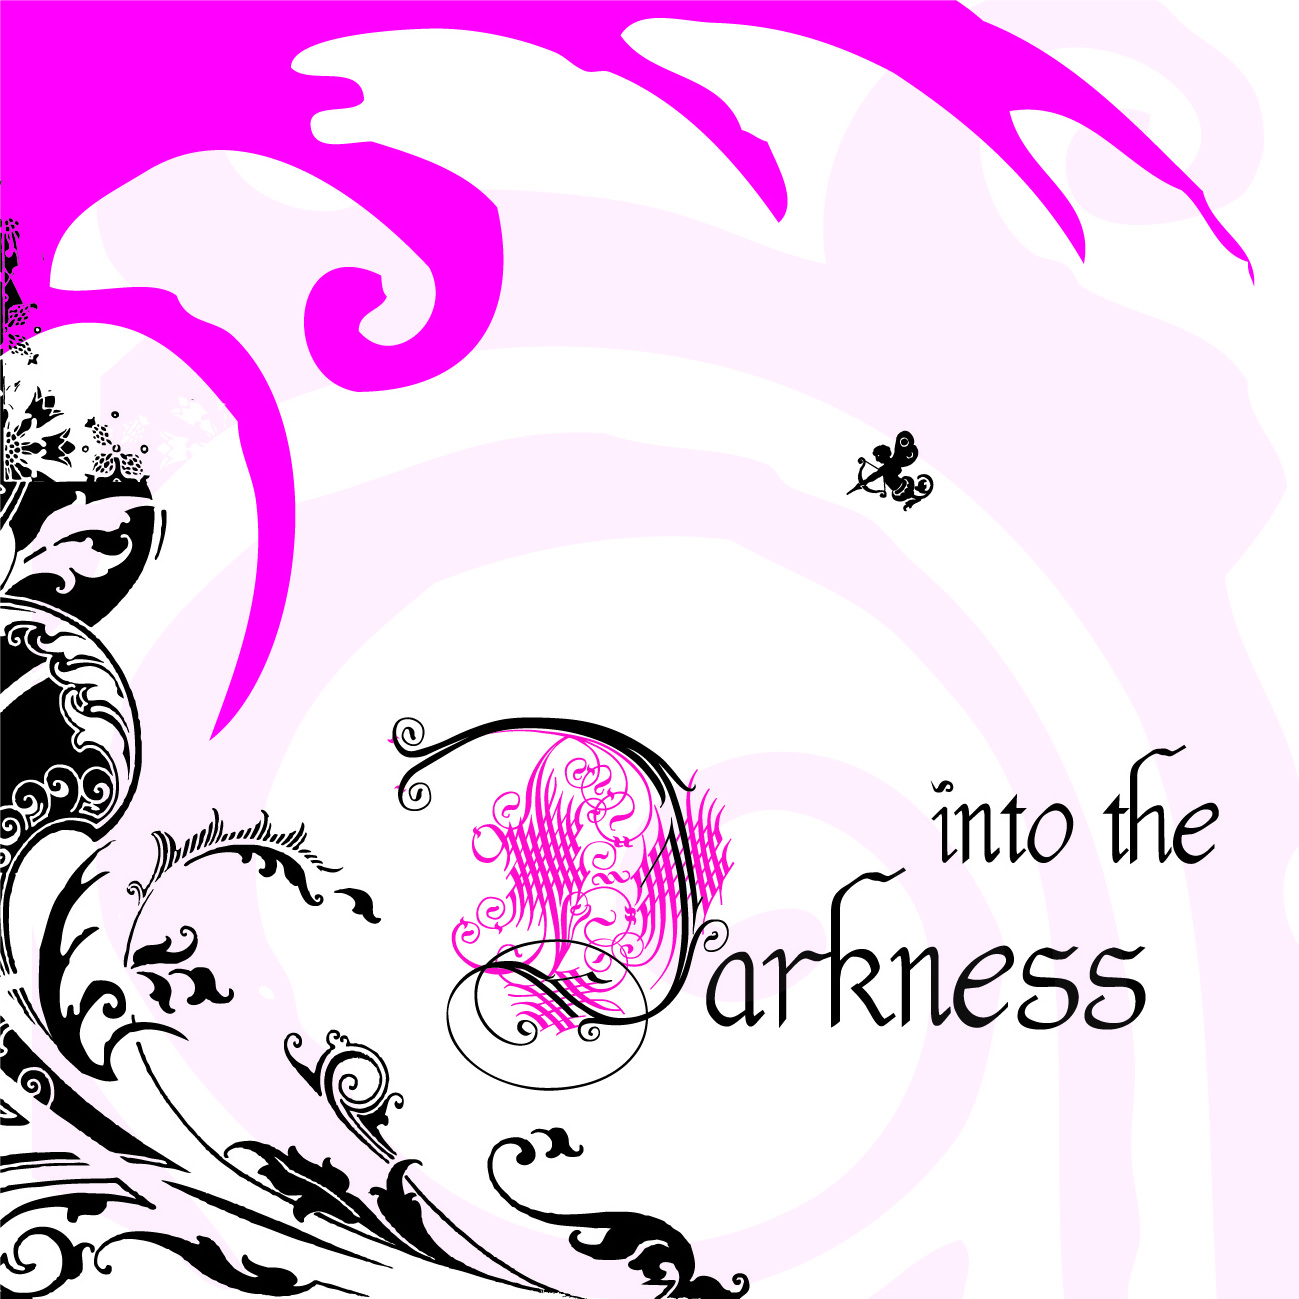 into the
Darkness